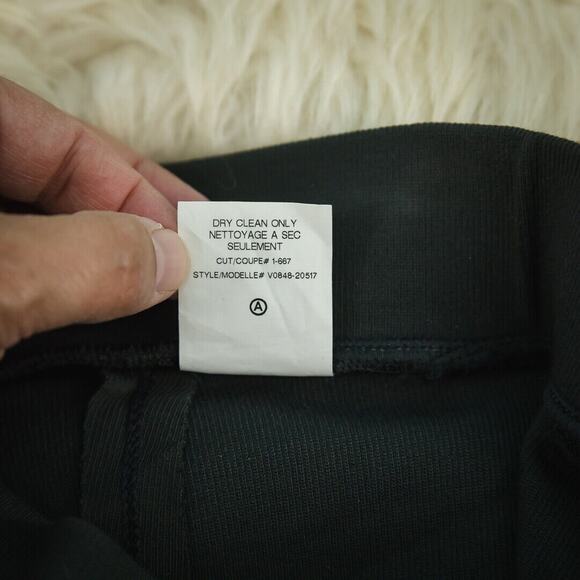 DRY CLEAN ONLY
NETTOYAGE A SEC
SEULEMENT
CUT/COUPE# 1-667
STYLE/MODELLE# V0848-20517
A